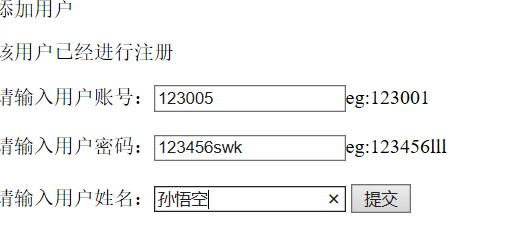 添加用户
该用户已经进行注册
请输入用户账号：123005 eg:123001
请输入用户密码：123456swk eg:123456lll
请输入用户姓名：孙悟空 × 提交